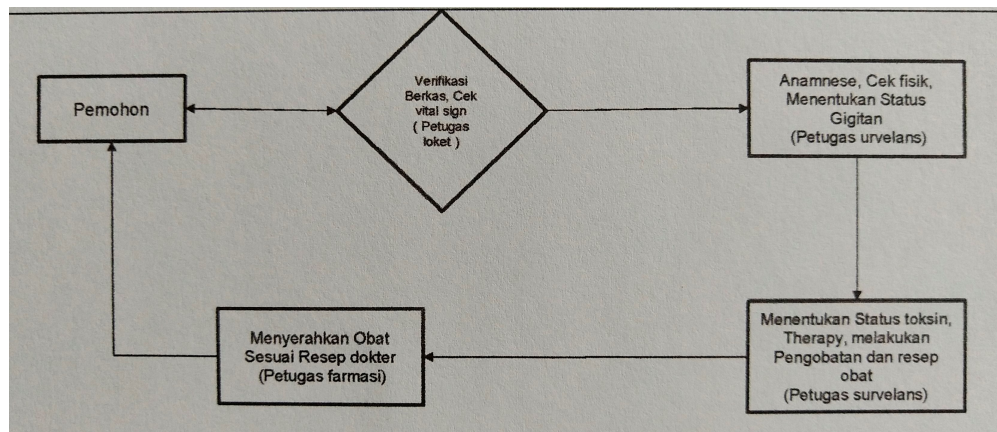 Pemohon
Verifikasi
Berkas, Cek
vital sign
( Petugas
loket )
Anamnese, Cek fisik,
Menentukan Status
Gigitan
(Petugas urvelans)
Menentukan Status toksin,
Therapy, melakukan
Pengobatan dan resep
obat
(Petugas survelans)
Menyerahkan Obat
Sesuai Resep dokter
(Petugas farmasi)